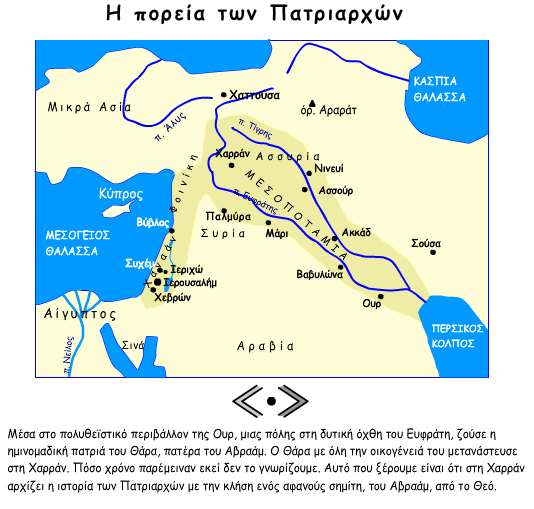 Η πορεία των Πατριαρχών
ΚΑΣΠΙΑ
ΘΑΛΑΣΣΑ
Χαττούσα
Μικρά Ασία
όρ. Αραράτ
π. Άλυς
π. Τίγρης
Χαρράν
Ασσυρία
Νινευί
Φοινίκη
ΜΕΣΟΠΟΤΑΜΙΑ
Ασσούρ
Κύπρος
π. Ευφράτης
Παλμύρα
Βύβλος
Συρία
Μάρι
Ακκάδ
ΜΕΣΟΓΕΙΟΣ
ΘΑΛΑΣΣΑ
Σούσα
Χαναάν
Συχέμ
Ιεριχώ
Βαβυλώνα
Ιερουσαλήμ
Χεβρών
Ουρ
Αίγυπτος
ΠΕΡΣΙΚΟΣ
ΚΟΛΠΟΣ
π. Νείλος
Σινά
Αραβία
Μέσα στο πολυθεϊστικό περιβάλλον της Ουρ, μιας πόλης στη δυτική όχθη του Ευφράτη, ζούσε η
ημινομαδική πατριά του Θάρα, πατέρα του Αβραάμ. Ο Θάρα με όλη την οικογένειά του μετανάστευσε
στη Χαρράν. Πόσο χρόνο παρέμειναν εκεί δεν το γνωρίζουμε. Αυτό που ξέρουμε είναι ότι στη Χαρράν
αρχίζει η ιστορία των Πατριαρχών με την κλήση ενός αφανούς σημίτη, του Αβραάμ, από το Θεό.